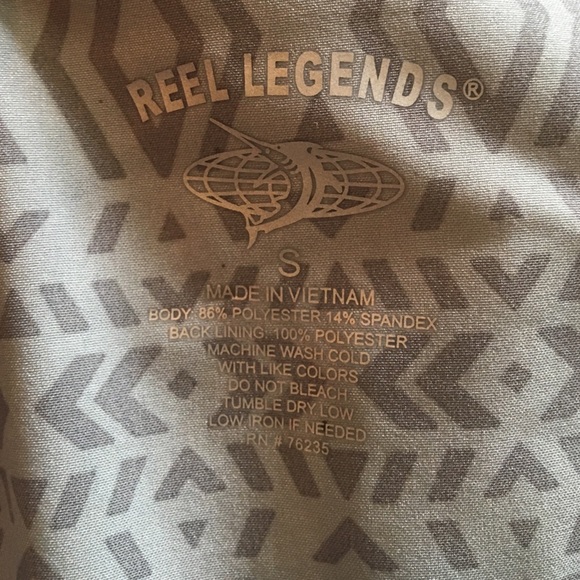 REEL LEGENDS®
S
MADE IN VIETNAM
BODY: 86% POLYESTER 14% SPANDEX
BACK LINING: 100% POLYESTER
MACHINE WASH COLD
WITH LIKE COLORS
DO NOT BLEACH
TUMBLE DRY LOW
LOW IRON IF NEEDED
RN # 76235